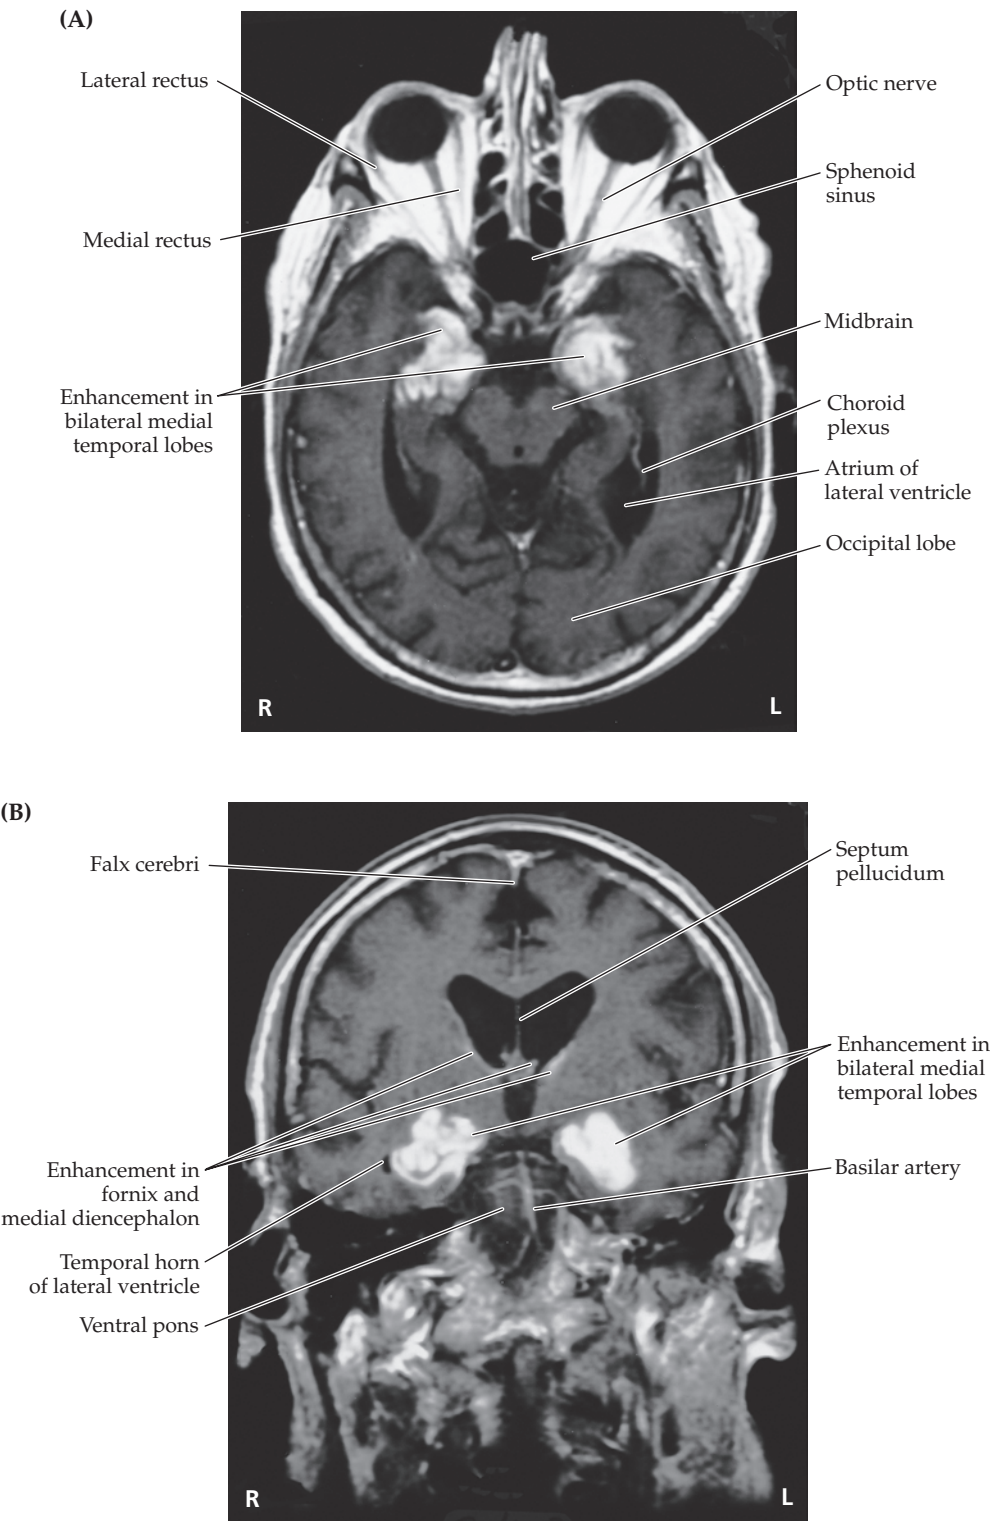 (A)
Lateral rectus
Medial rectus
Enhancement in
bilateral medial
temporal lobes
Optic nerve
Sphenoid
sinus
Midbrain
Choroid
plexus
Atrium of
lateral ventricle
Occipital lobe
R
L
(B)
Falx cerebri
Enhancement in
fornix and
medial diencephalon
Temporal horn
of lateral ventricle
Ventral pons
Septum
pellucidum
Enhancement in
bilateral medial
temporal lobes
Basilar artery
R
L